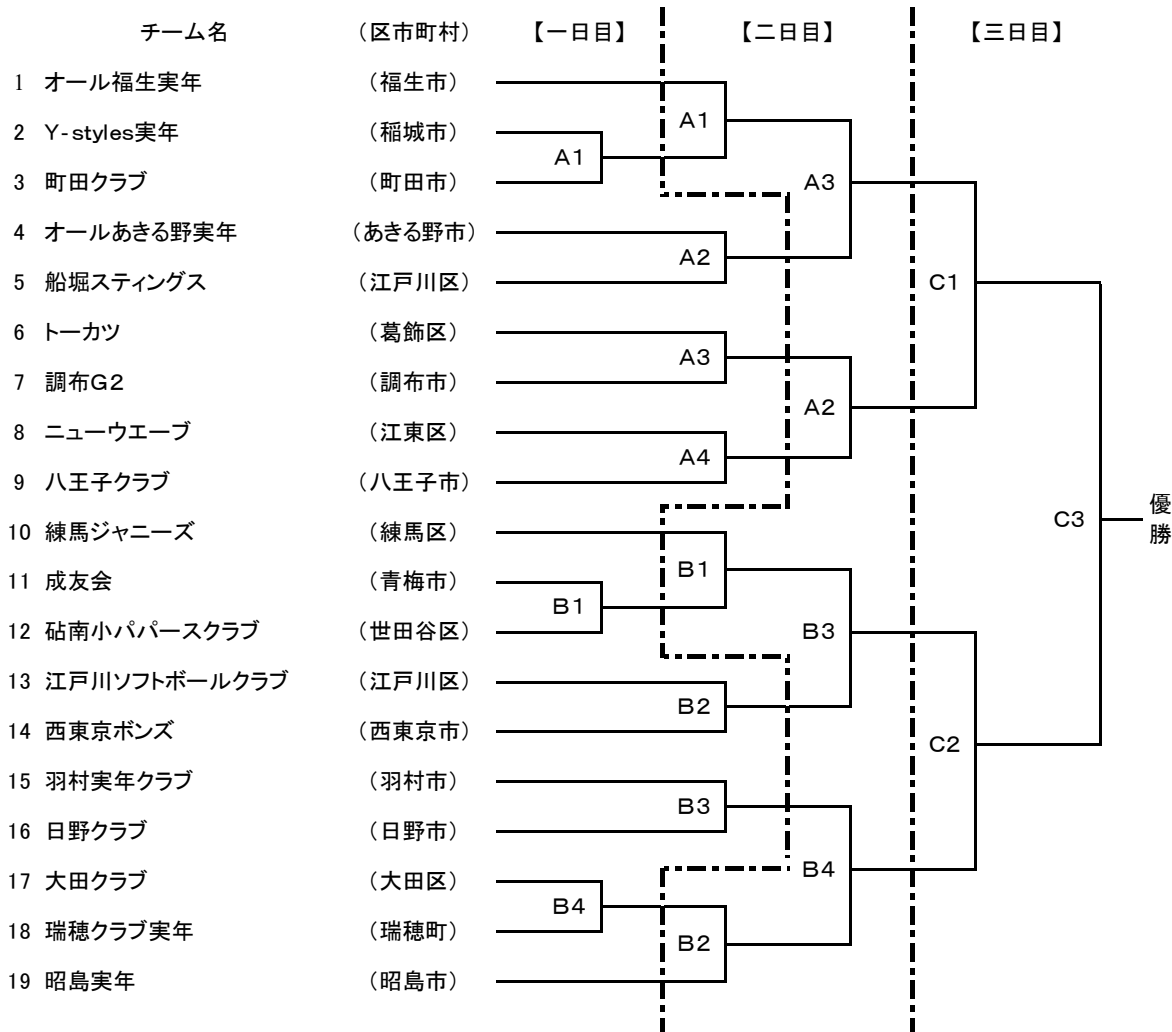 チーム名 (区市町村) 【一日目】 【二日目】 【三日目】
1 オール福生実年 (福生市)
A1
2 Y-styles実年 (稲城市)
A1
3 町田クラブ (町田市) A3
4 オールあきる野実年 (あきる野市)
A2
5 船堀スティングス (江戸川区) C1
6 トーカツ (葛飾区)
A3
7 調布G2 (調布市)
A2
8 ニューウエーブ (江東区)
A4
9 八王子クラブ (八王子市)
優
C3
勝
10 練馬ジャニーズ (練馬区)
B1
11 成友会 (青梅市)
B1
12 砧南小パパースクラブ (世田谷区) B3
13 江戸川ソフトボールクラブ (江戸川区)
B2
14 西東京ボンズ (西東京市)
C2
15 羽村実年クラブ (羽村市)
B3
16 日野クラブ (日野市)
B4
17 大田クラブ (大田区)
B4
18 瑞穂クラブ実年 (瑞穂町)
B2
19 昭島実年 (昭島市)